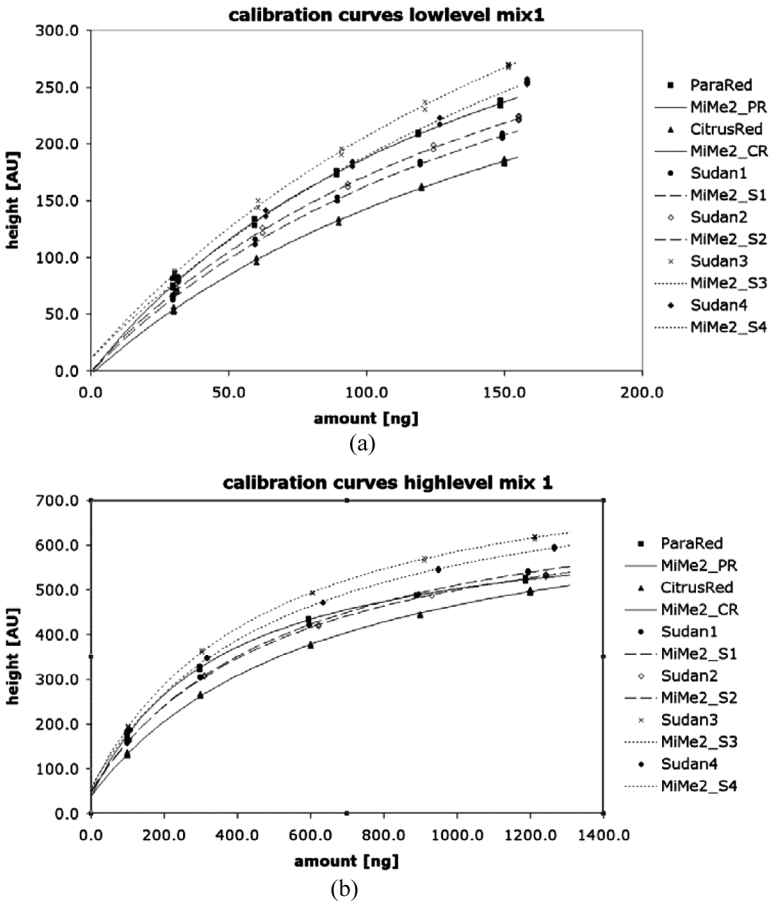 calibration curves lowlevel mix1
300.0
250.0
200.0
150.0
100.0
50.0
0.0
height [AU]
0.0 50.0 100.0 150.0 200.0
amount [ng]
ParaRed
MiMe2_PR
CitrusRed
MiMe2_CR
Sudan1
MiMe2_S1
Sudan2
MiMe2_S2
Sudan3
MiMe2_S3
Sudan4
MiMe2_S4
(a)
calibration curves highlevel mix 1
700.0
600.0
500.0
400.0
300.0
200.0
100.0
0.0
height [AU]
0.0 200.0 400.0 600.0 800.0 1000.0 1200.0 1400.0
amount [ng]
ParaRed
MiMe2_PR
CitrusRed
MiMe2_CR
Sudan1
MiMe2_S1
Sudan2
MiMe2_S2
Sudan3
MiMe2_S3
Sudan4
MiMe2_S4
(b)